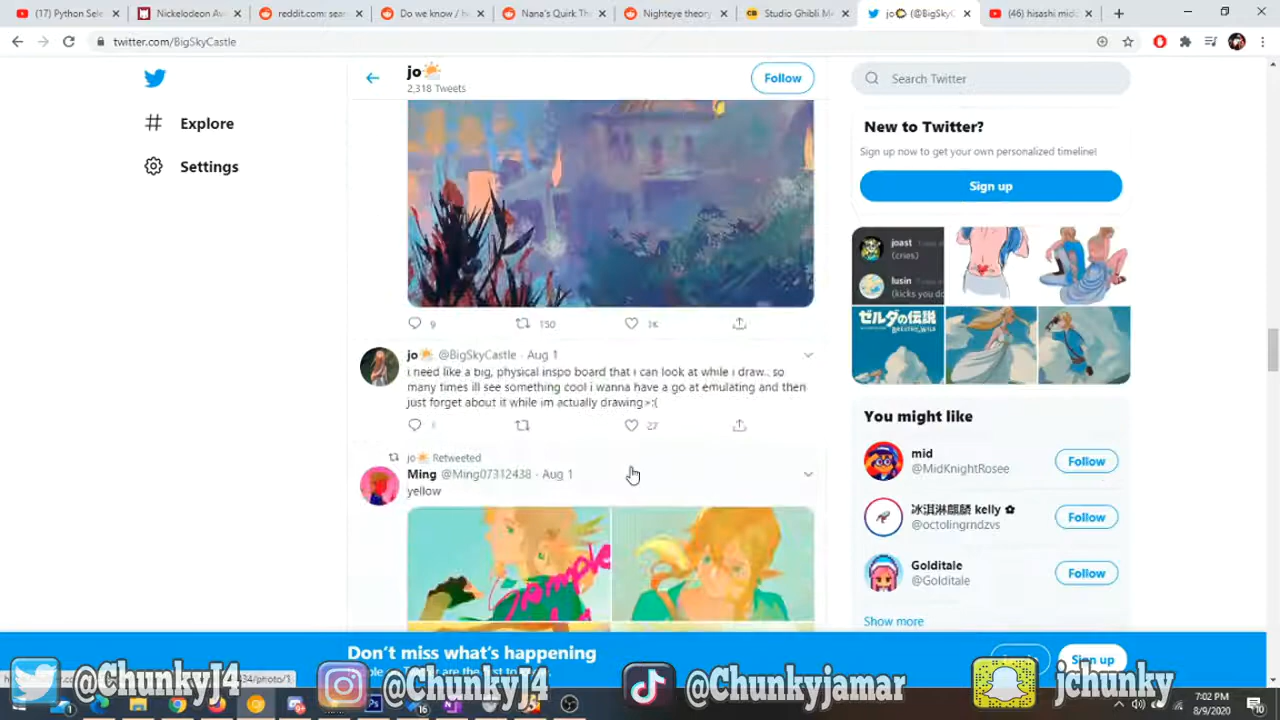 (17) Python Sele
Nickelodeon Aw
reddit.com: sear
Do we know / h
Nana's Quirk Th
Nighteye theory
Studio Ghibli M
jo (@BigSkyC
(46) hisashi mid
twitter.com/BigSkyCastle
jo
2,318 Tweets
Follow
Explore
Settings
9
150
1K
jo @BigSkyCastle · Aug 1
i need like a big, physical inspo board that i can look at while i draw.. so
many times ill see something cool i wanna have a go at emulating and then
just forget about it while im actually drawing >:(
27
jo Retweeted
Ming @Ming07312438 · Aug 1
yellow
Search Twitter
New to Twitter?
Sign up now to get your own personalized timeline!
Sign up
joast
(cries)
lusin
(kicks you do
ゼルダの伝説
You might like
mid
@MidKnightRosee
Follow
冰淇淋麒麟 kelly ✿
@octolingrndzvs
Follow
Golditale
@Golditale
Follow
Show more
Don't miss what's happening
Sign up
@ChunkyJ4
@ChunkyJ4
@Chunkyjamar
jchunky
434/photo/1
7:02 PM
8/9/2020